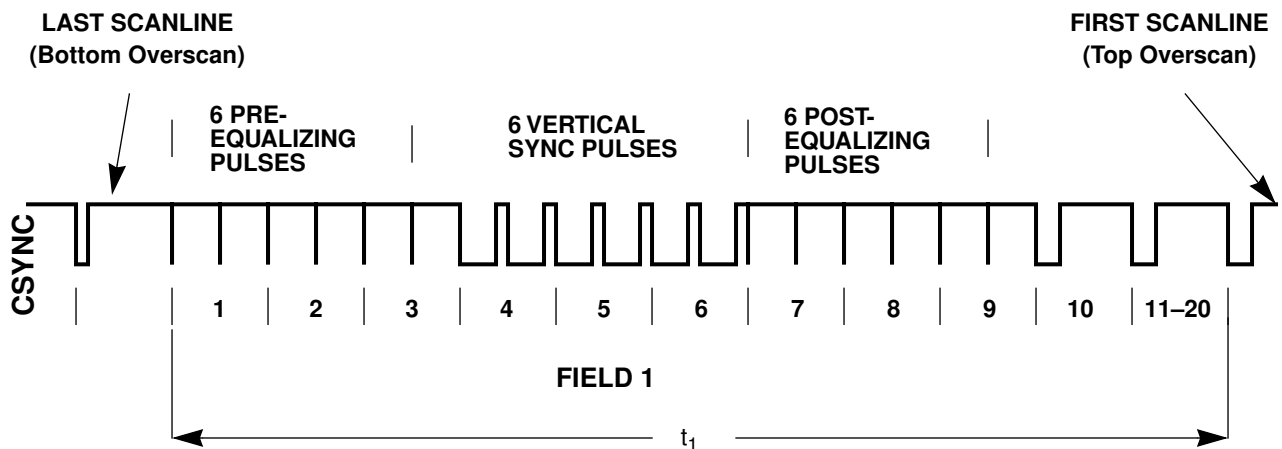 LAST SCANLINE
(Bottom Overscan)
FIRST SCANLINE
(Top Overscan)
6 PRE-
EQUALIZING
PULSES
6 VERTICAL
SYNC PULSES
6 POST-
EQUALIZING
PULSES
CSYNC
1 2 3 4 5 6 7 8 9 10 11–20
FIELD 1
t1